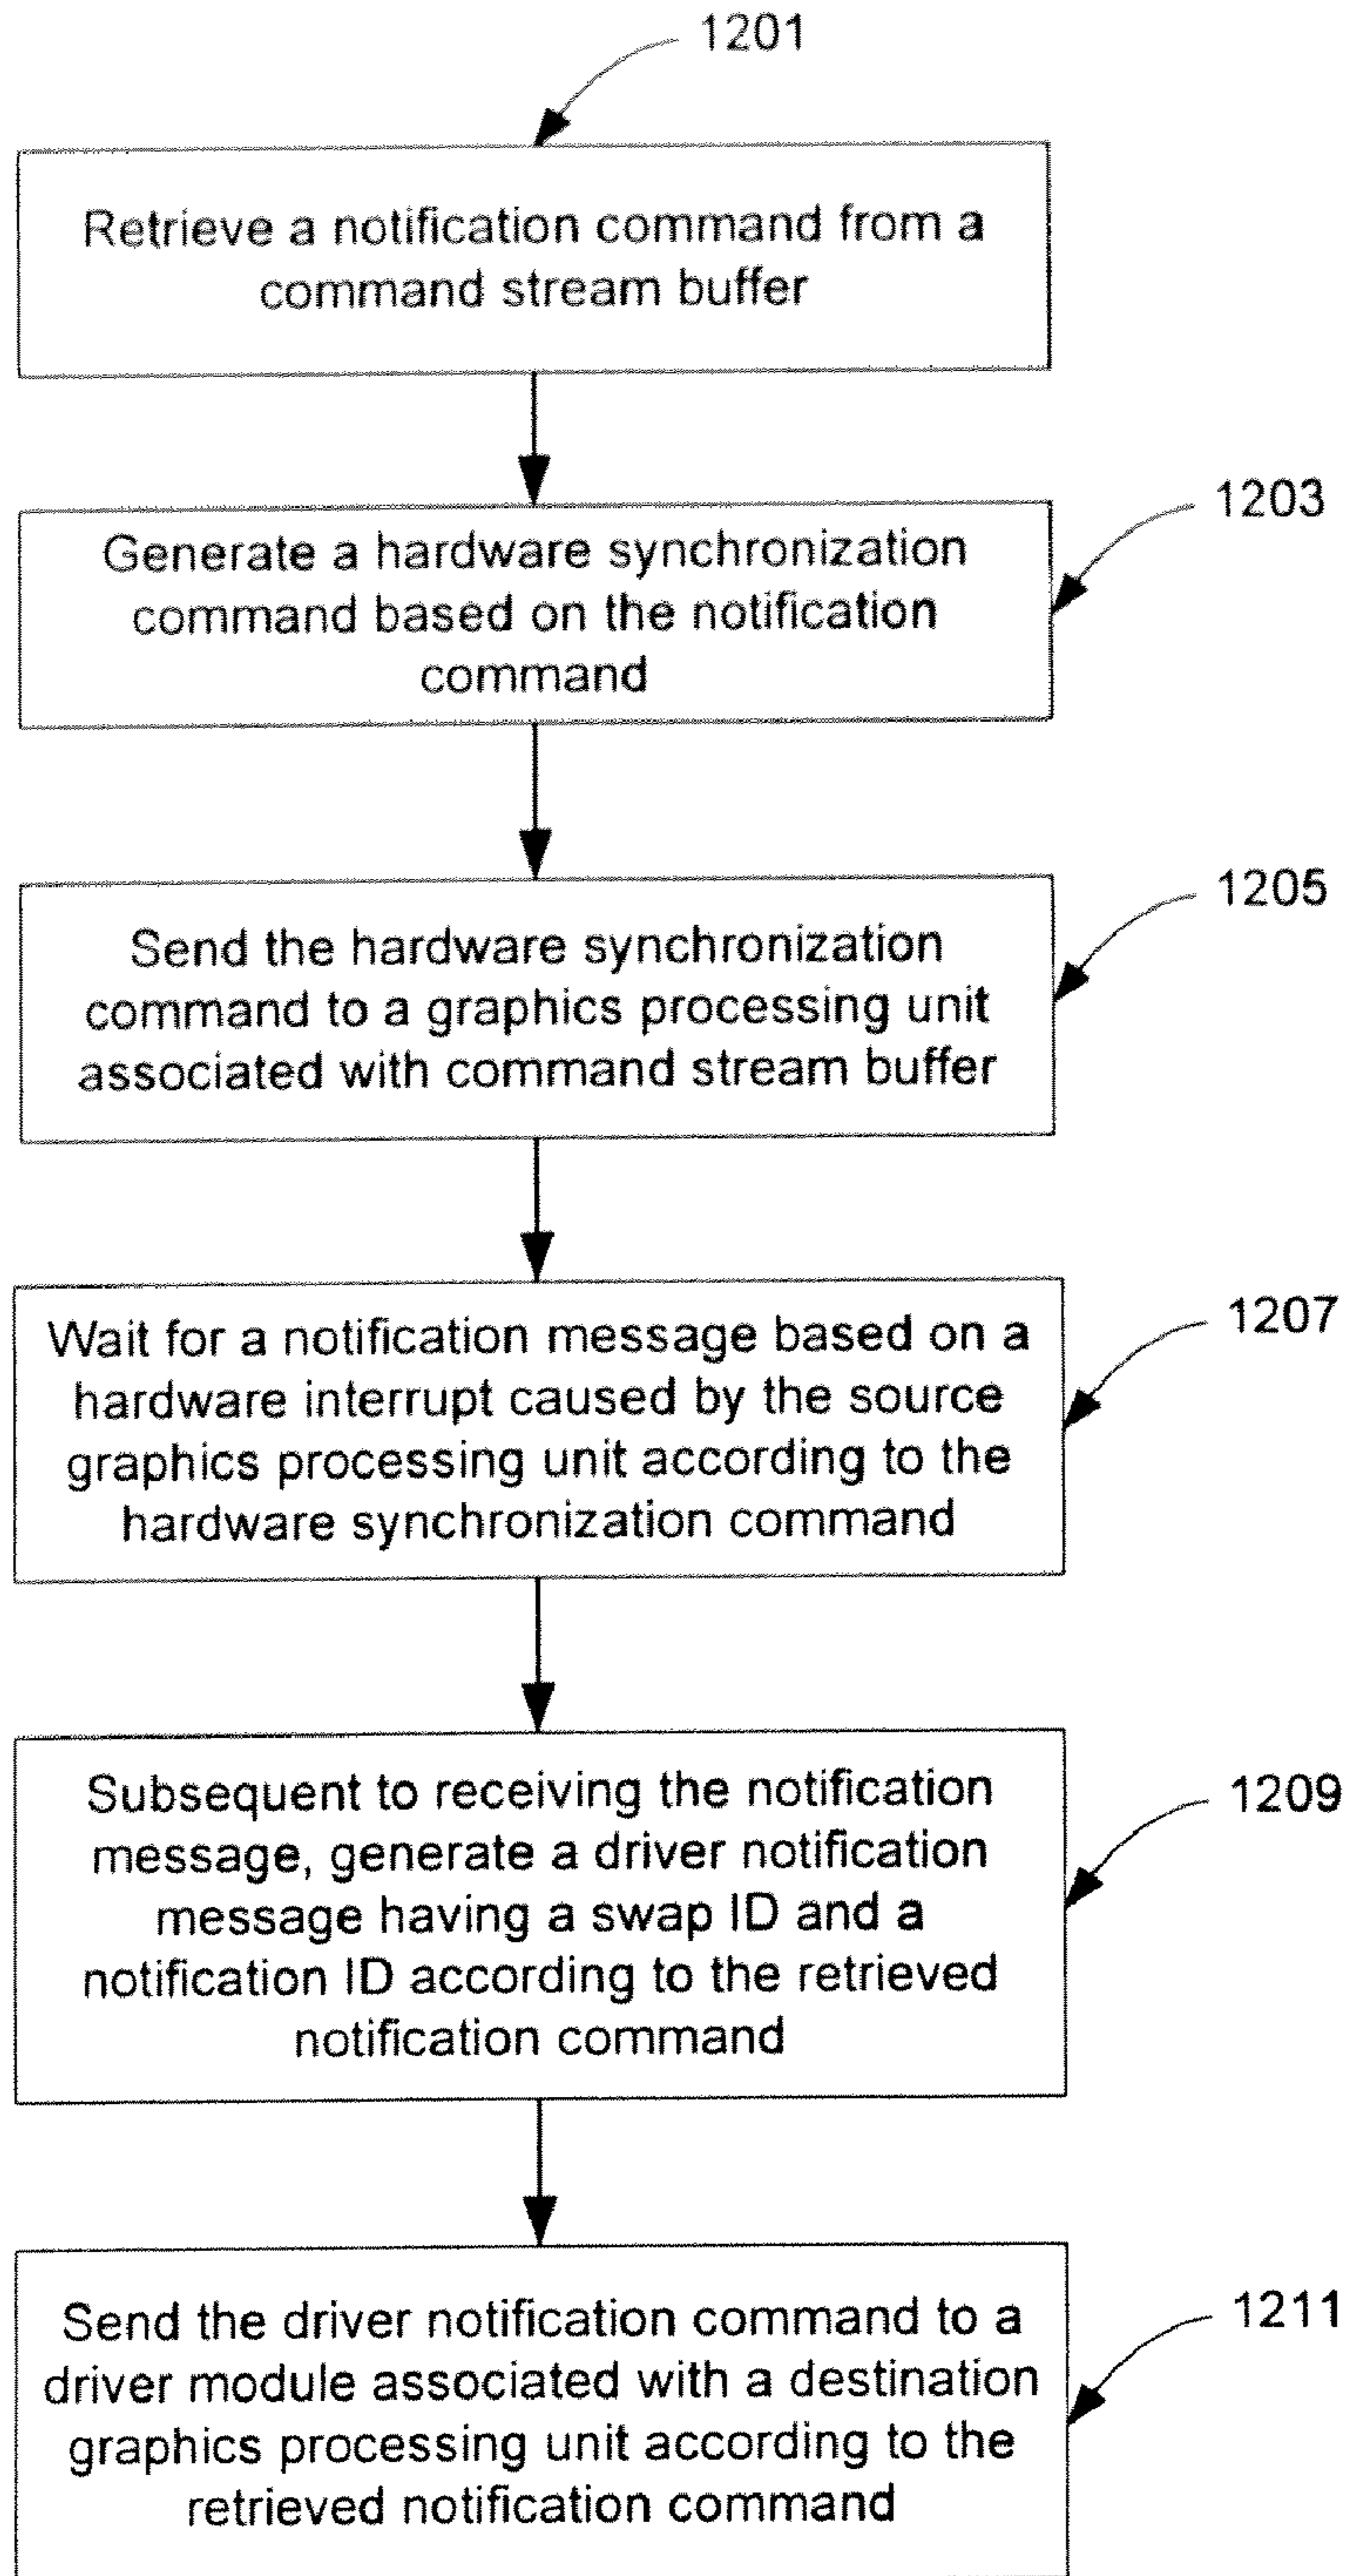 1201
Retrieve a notification command from a
command stream buffer
1203
Generate a hardware synchronization
command based on the notification
command
1205
Send the hardware synchronization
command to a graphics processing unit
associated with command stream buffer
1207
Wait for a notification message based on a
hardware interrupt caused by the source
graphics processing unit according to the
hardware synchronization command
1209
Subsequent to receiving the notification
message, generate a driver notification
message having a swap ID and a
notification ID according to the retrieved
notification command
1211
Send the driver notification command to a
driver module associated with a destination
graphics processing unit according to the
retrieved notification command